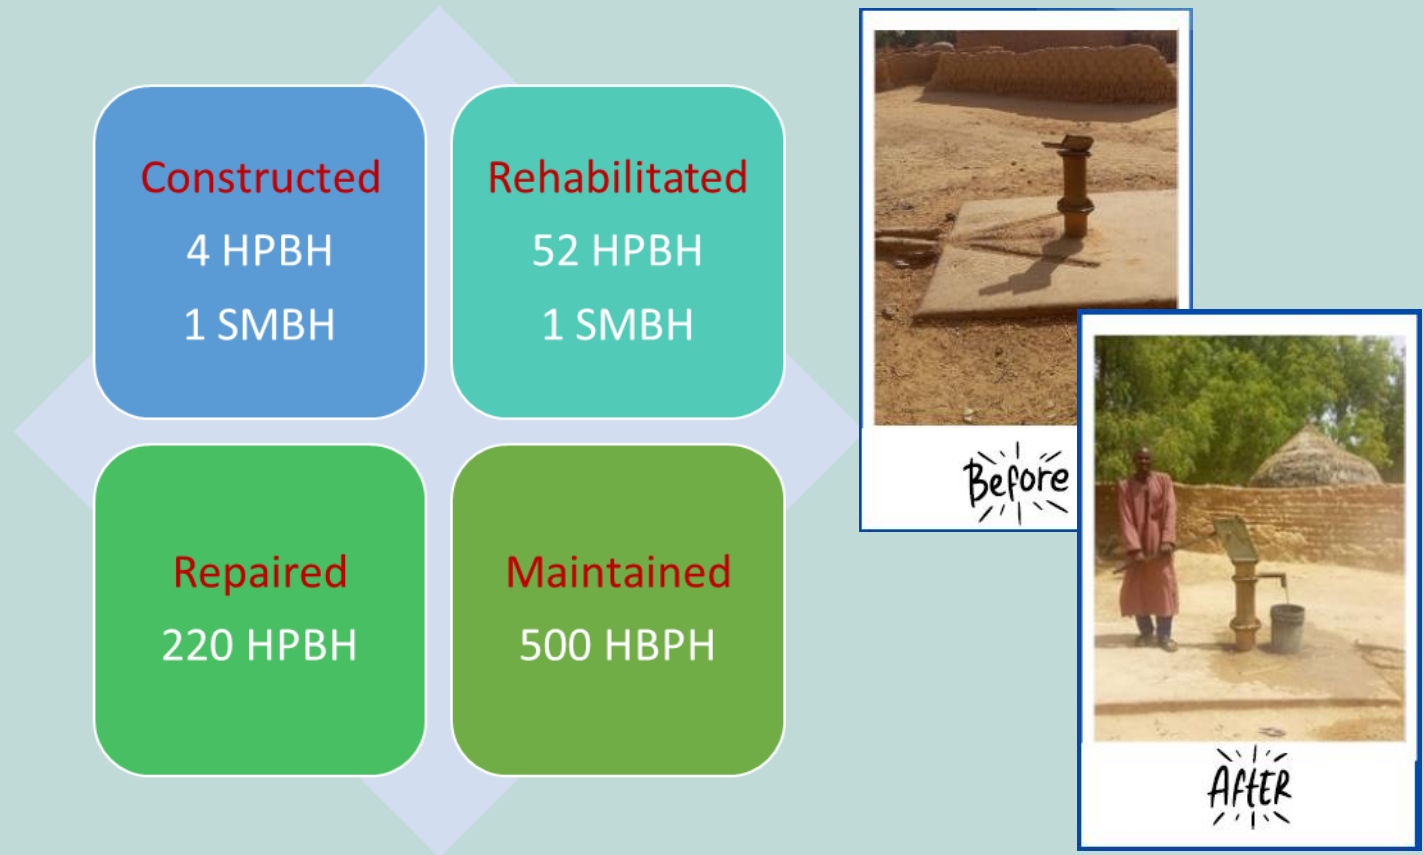 Constructed
4 HPBH
1 SMBH
Rehabilitated
52 HPBH
1 SMBH
Repaired
220 HPBH
Maintained
500 HBPH
Before
AFtER